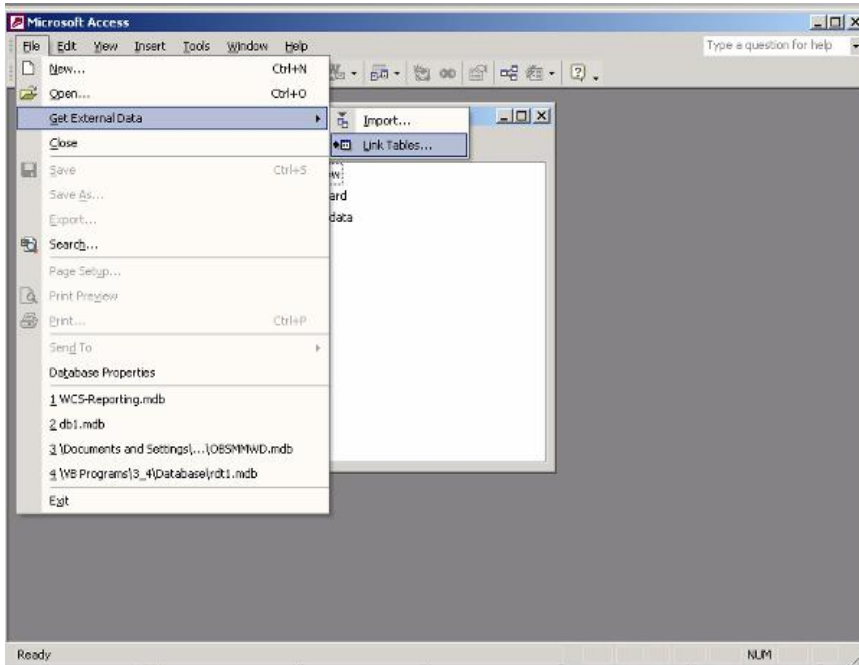 Microsoft Access
File Edit View Insert Tools Window Help Type a question for help
New... Ctrl+N
Open... Ctrl+O
Get External Data
Import...
Close
Link Tables...
Save Ctrl+S
Save As...
ard
Export...
data
Search...
Page Setup...
Print Preview
Print... Ctrl+P
Send To
Database Properties
1 WCS-Reporting.mdb
2 db1.mdb
3 \Documents and Settings\...\OBSMMWD.mdb
4 \VB Programs\3_4\Database\rdt1.mdb
Exit
Ready NUM